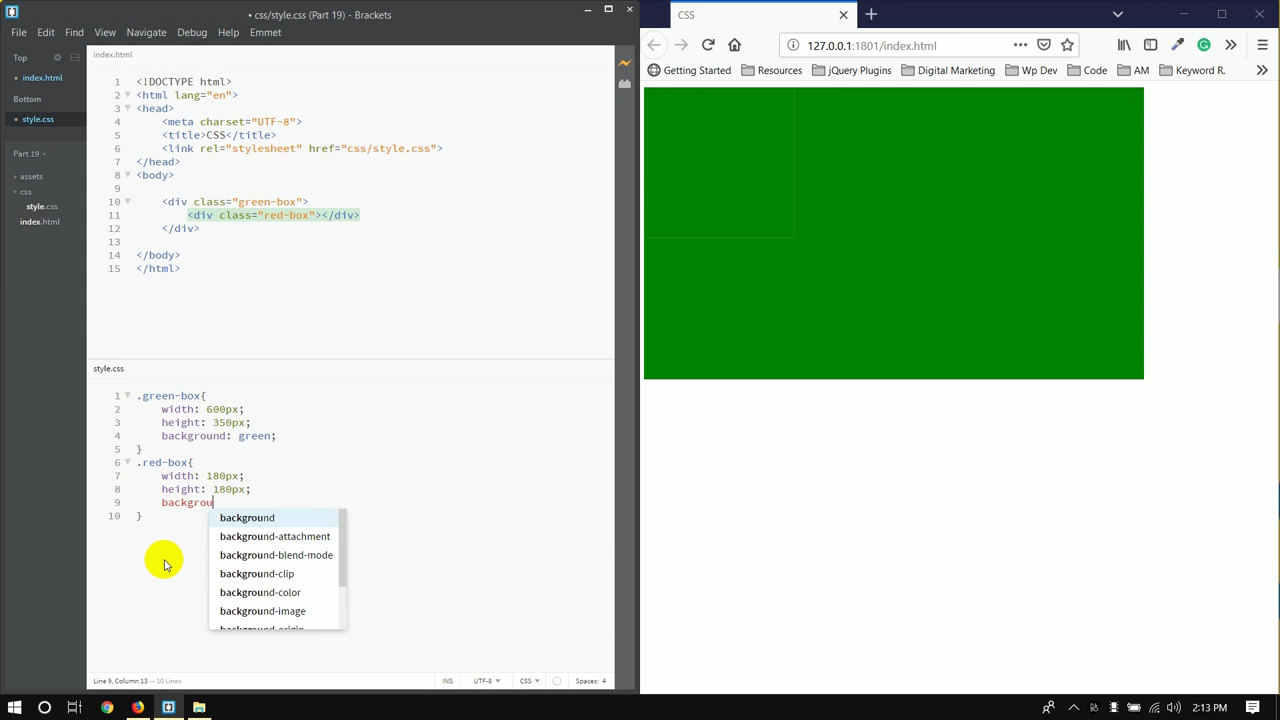 • css/style.css (Part 19) - Brackets
File Edit Find View Navigate Debug Help Emmet
Top
index.html
Bottom
style.css
Part 19
assets
css
style.css
index.html
index.html
1 <!DOCTYPE html>
2 <html lang="en">
3 <head>
4 <meta charset="UTF-8">
5 <title>CSS</title>
6 <link rel="stylesheet" href="css/style.css">
7 </head>
8 <body>
9
10 <div class="green-box">
11 <div class="red-box"></div>
12 </div>
13
14 </body>
15 </html>
style.css
1 .green-box{
2 width: 600px;
3 height: 350px;
4 background: green;
5 }
6 .red-box{
7 width: 180px;
8 height: 180px;
9 backgrou
10 }
background
background-attachment
background-blend-mode
background-clip
background-color
background-image
background-origin
Line 9, Column 13 — 10 Lines
INS UTF-8 CSS Spaces: 4
CSS
127.0.0.1:1801/index.html
Getting Started Resources jQuery Plugins Digital Marketing Wp Dev Code AM Keyword R.
2:13 PM